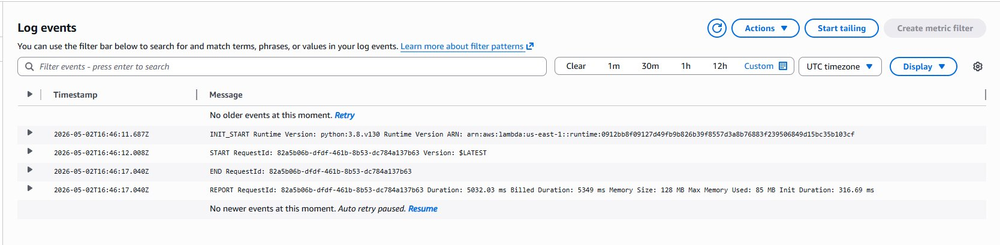 Log events
Actions
Start tailing
Create metric filter
You can use the filter bar below to search for and match terms, phrases, or values in your log events. Learn more about filter patterns
Filter events - press enter to search
Clear 1m 30m 1h 12h Custom
UTC timezone
Display
Timestamp Message
No older events at this moment. Retry
2026-05-02T16:46:11.687Z INIT_START Runtime Version: python:3.8.v130 Runtime Version ARN: arn:aws:lambda:us-east-1::runtime:0912bb8f09127d49fb9b826b39f8557d3a8b76883f239506849d15bc35b103cf
2026-05-02T16:46:12.008Z START RequestId: 82a5b06b-dfdf-461b-8b53-dc784a137b63 Version: $LATEST
2026-05-02T16:46:17.040Z END RequestId: 82a5b06b-dfdf-461b-8b53-dc784a137b63
2026-05-02T16:46:17.040Z REPORT RequestId: 82a5b06b-dfdf-461b-8b53-dc784a137b63 Duration: 5032.03 ms Billed Duration: 5349 ms Memory Size: 128 MB Max Memory Used: 85 MB Init Duration: 316.69 ms
No newer events at this moment. Auto retry paused. Resume